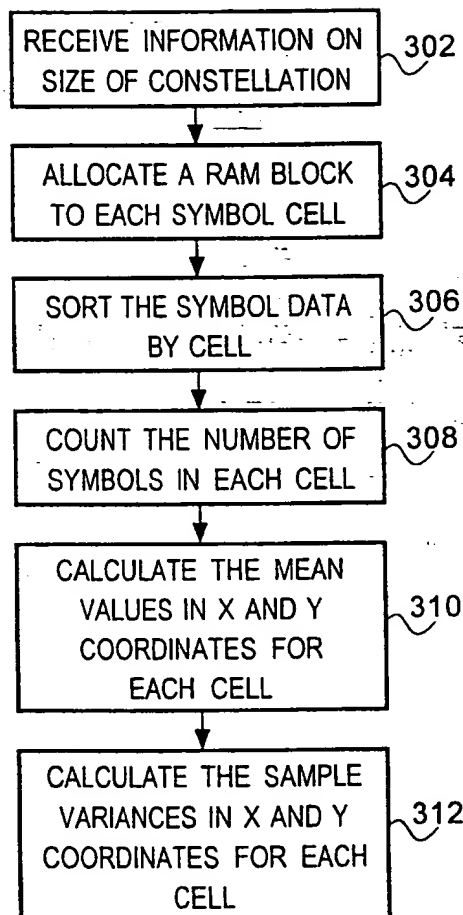 RECEIVE INFORMATION ON
SIZE OF CONSTELLATION
302
ALLOCATE A RAM BLOCK
TO EACH SYMBOL CELL
304
SORT THE SYMBOL DATA
BY CELL
306
COUNT THE NUMBER OF
SYMBOLS IN EACH CELL
308
CALCULATE THE MEAN
VALUES IN X AND Y
COORDINATES FOR
EACH CELL
310
CALCULATE THE SAMPLE
VARIANCES IN X AND Y
COORDINATES FOR EACH
CELL
312